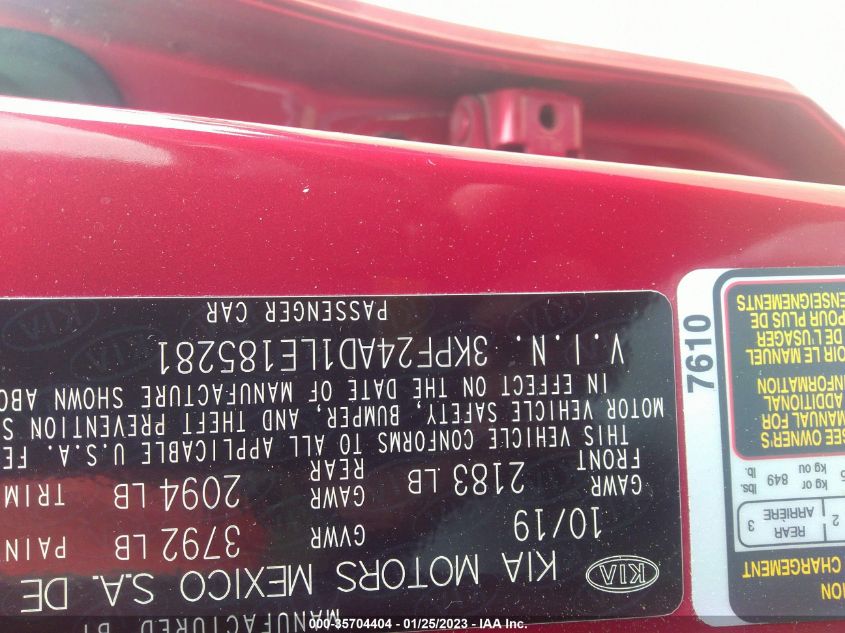 MANUFACTURED BY
KIA KIA MOTORS MEXICO S.A. DE
10/19 GVWR 3792 LB PAIN
GAWR FRONT 2183 LB GAWR REAR 2094 LB TRIM
THIS VEHICLE CONFORMS TO ALL APPLICABLE U.S.A. FE
MOTOR VEHICLE SAFETY, BUMPER, AND THEFT PREVENTION S
IN EFFECT ON THE DATE OF MANUFACTURE SHOWN ABO
V.I.N. 3KPF24AD1LE185281
PASSENGER CAR
7610
ION
CHARGEMENT
2 REAR ARRIÈRE 3
5 kg or kg ou 849 lbs. lb.
SEE OWNER'S
MANUAL FOR
ADDITIONAL
INFORMATION
VOIR LE MANUEL
DE L'USAGER
POUR PLUS DE
RENSEIGNEMENTS
000-35704404 - 01/25/2023 - IAA Inc.